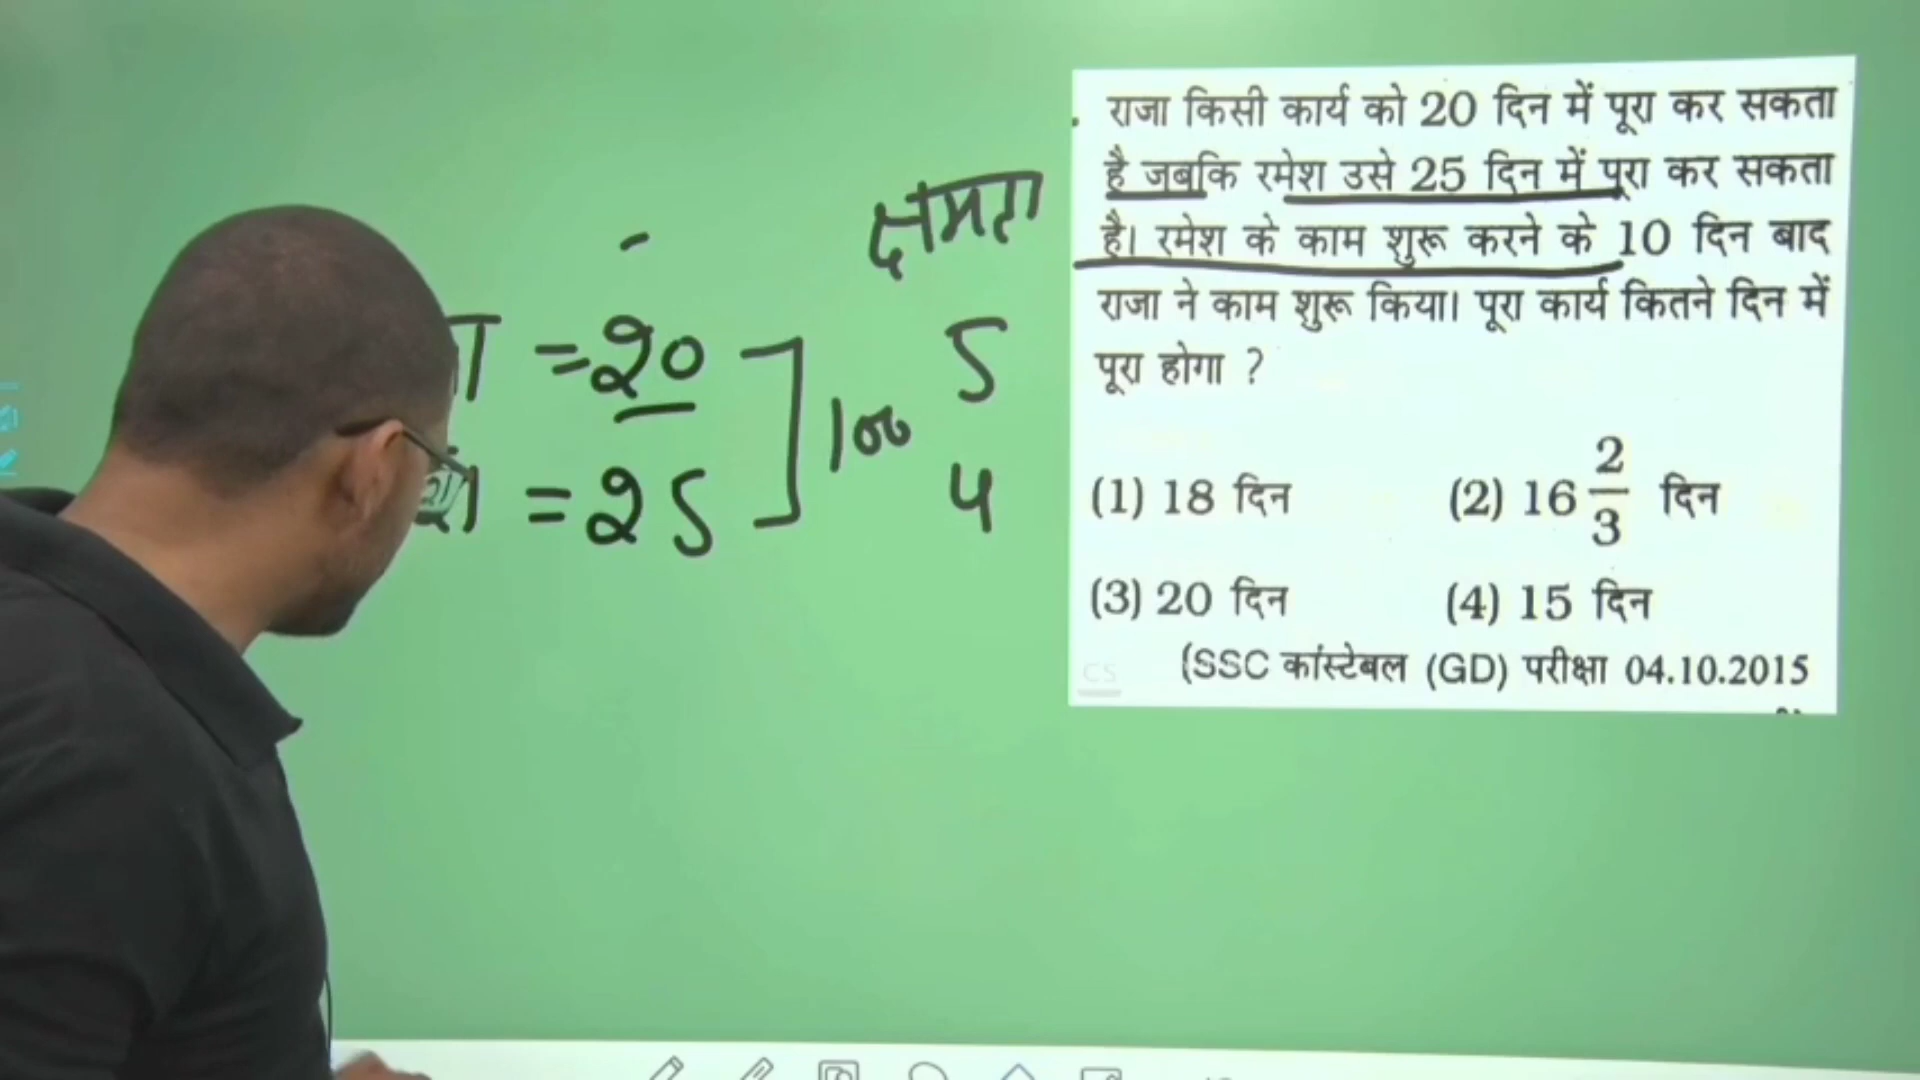 क्षमता
= 20
= 25
100
5
4
राजा किसी कार्य को 20 दिन में पूरा कर सकता
है जबकि रमेश उसे 25 दिन में पूरा कर सकता
है। रमेश के काम शुरू करने के 10 दिन बाद
राजा ने काम शुरू किया। पूरा कार्य कितने दिन में
पूरा होगा ?
(1) 18 दिन (2) 16 2/3 दिन
(3) 20 दिन (4) 15 दिन
(SSC कांस्टेबल (GD) परीक्षा 04.10.2015
CS